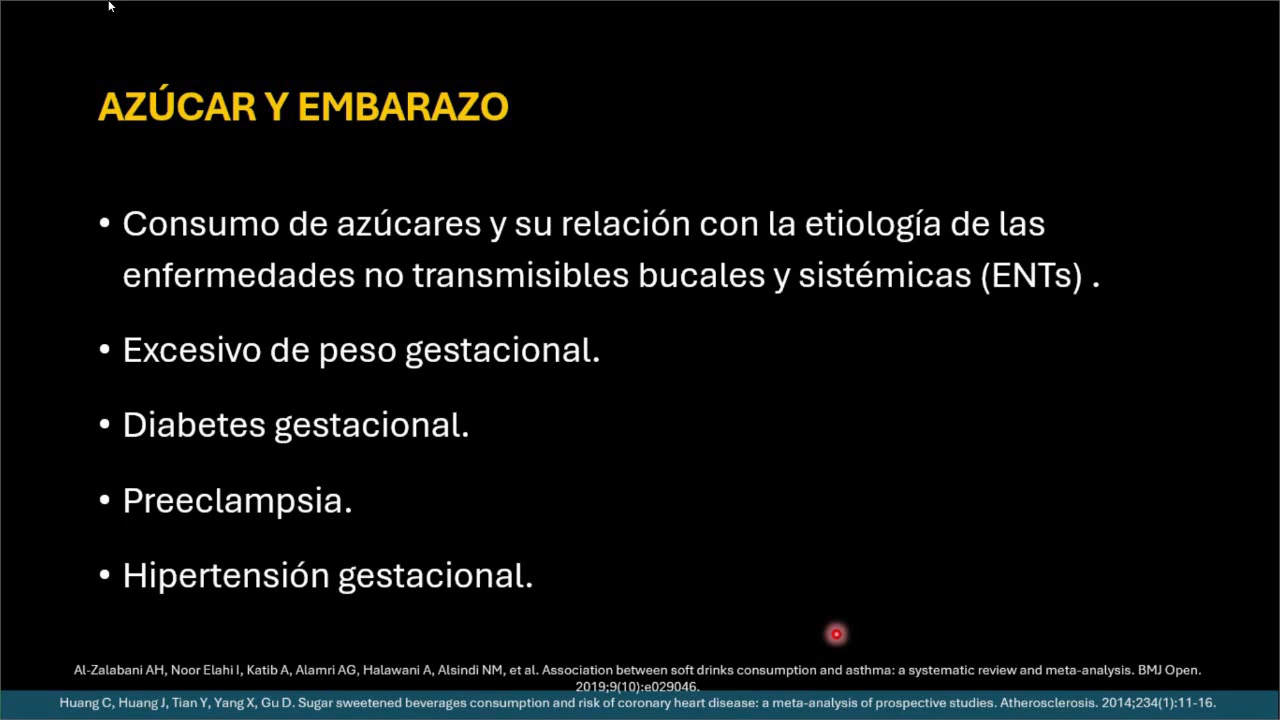 AZÚCAR Y EMBARAZO
• Consumo de azúcares y su relación con la etiología de las
enfermedades no transmisibles bucales y sistémicas (ENTs) .
• Excesivo de peso gestacional.
• Diabetes gestacional.
• Preeclampsia.
• Hipertensión gestacional.
Al-Zalabani AH, Noor Elahi I, Katib A, Alamri AG, Halawani A, Alsindi NM, et al. Association between soft drinks consumption and asthma: a systematic review and meta-analysis. BMJ Open.
2019;9(10):e029046.
Huang C, Huang J, Tian Y, Yang X, Gu D. Sugar sweetened beverages consumption and risk of coronary heart disease: a meta-analysis of prospective studies. Atherosclerosis. 2014;234(1):11-16.